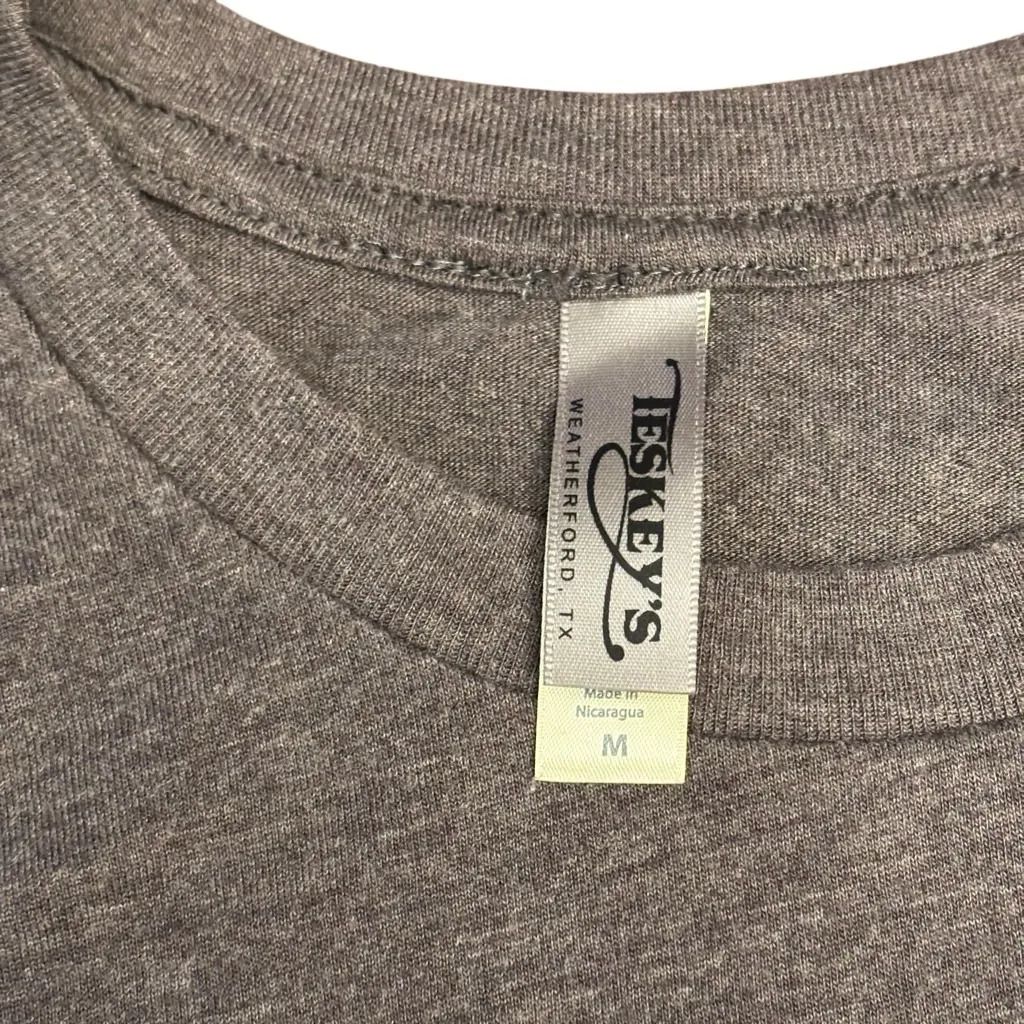 TESKEY'S
WEATHERFORD, TX
Made in
Nicaragua
M